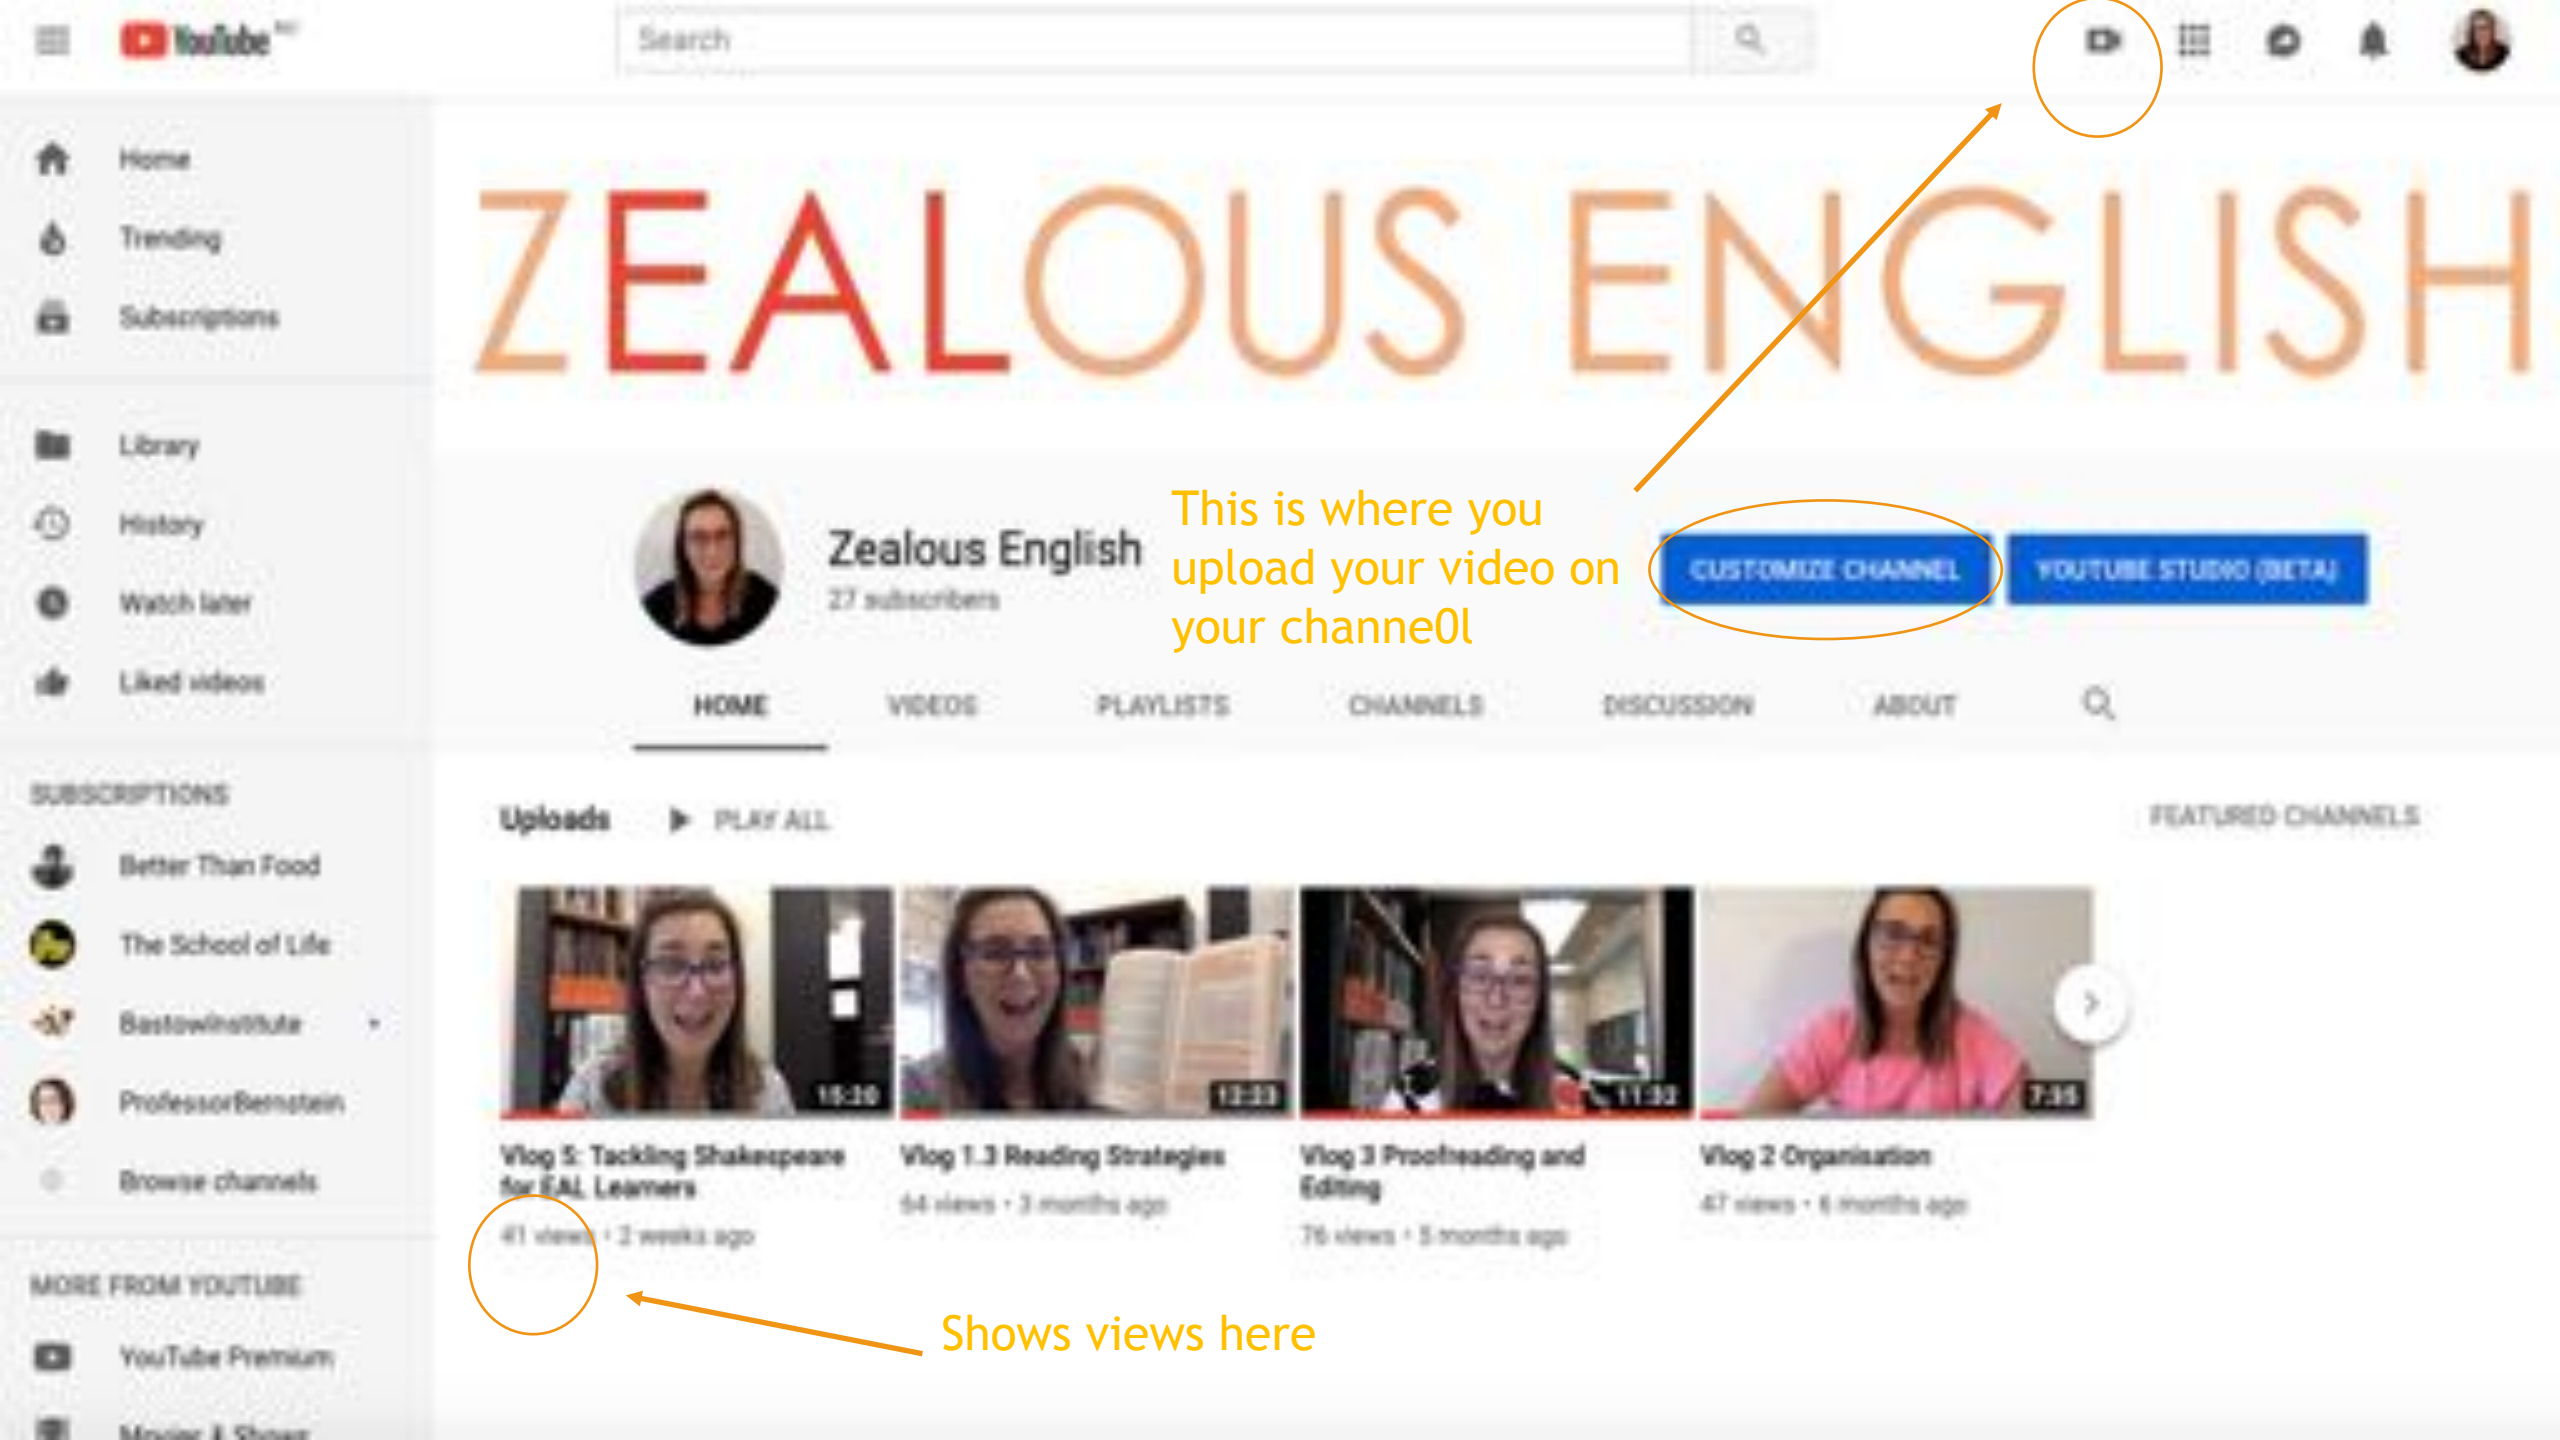 YouTube
Search
Home
Trending
Subscriptions
Library
History
Watch later
Liked videos
SUBSCRIPTIONS
Better Than Food
The School of Life
BastowInstitute
ProfessorBernstein
Browse channels
MORE FROM YOUTUBE
YouTube Premium
Movies & Shows
ZEALOUS ENGLISH
Zealous English
27 subscribers
This is where you
upload your video on
your channe0l
CUSTOMIZE CHANNEL
YOUTUBE STUDIO (BETA)
HOME VIDEOS PLAYLISTS CHANNELS DISCUSSION ABOUT
Uploads PLAY ALL
FEATURED CHANNELS
15:20
Vlog 5: Tackling Shakespeare
for EAL Learners
41 views • 2 weeks ago
12:23
Vlog 1.3 Reading Strategies
64 views • 3 months ago
11:32
Vlog 3 Proofreading and
Editing
76 views • 5 months ago
7:35
Vlog 2 Organisation
47 views • 6 months ago
Shows views here